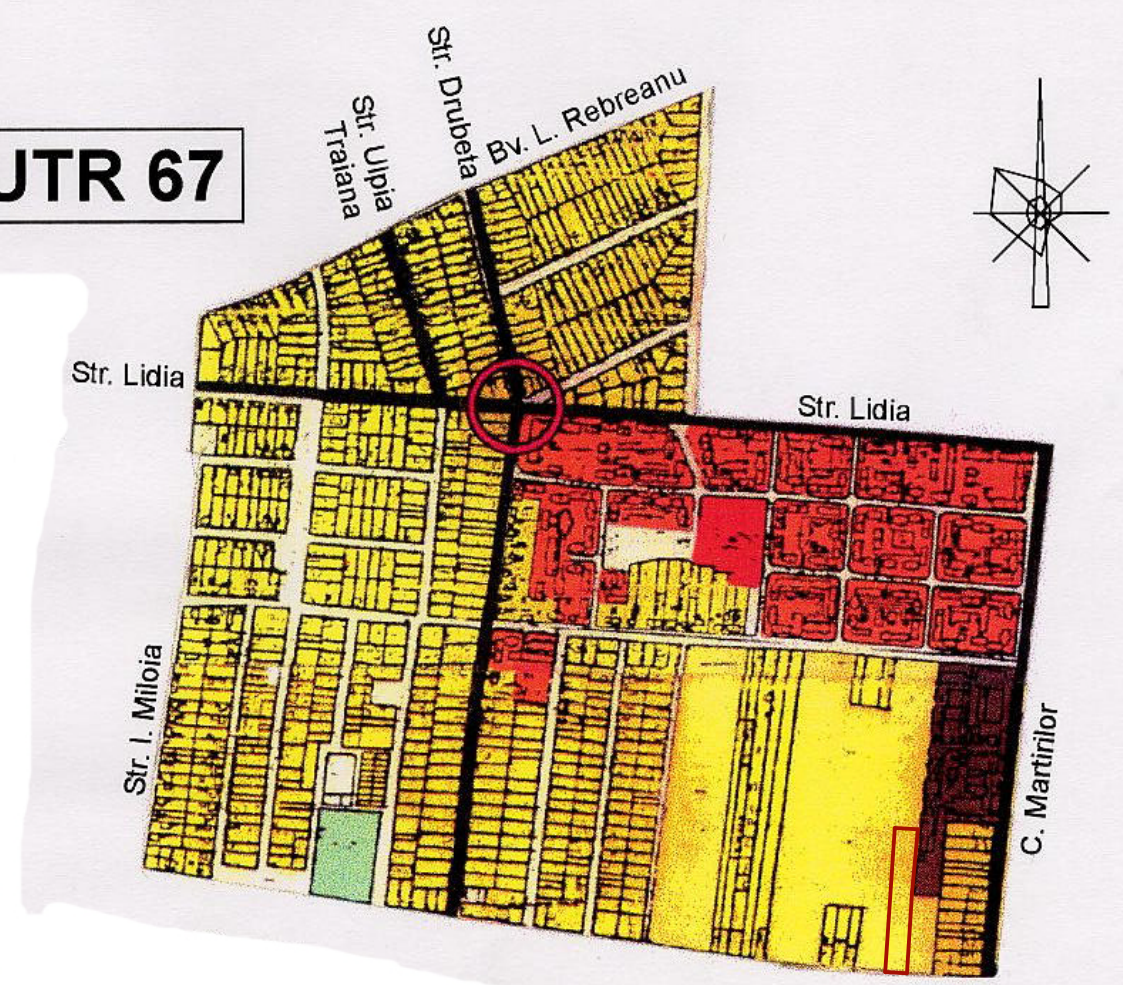 UTR 67
Str. Drubeta
Bv. L. Rebreanu
Str. Ulpia
Traiana
Str. Lidia
Str. Lidia
Str. I. Miloia
C. Martirilor